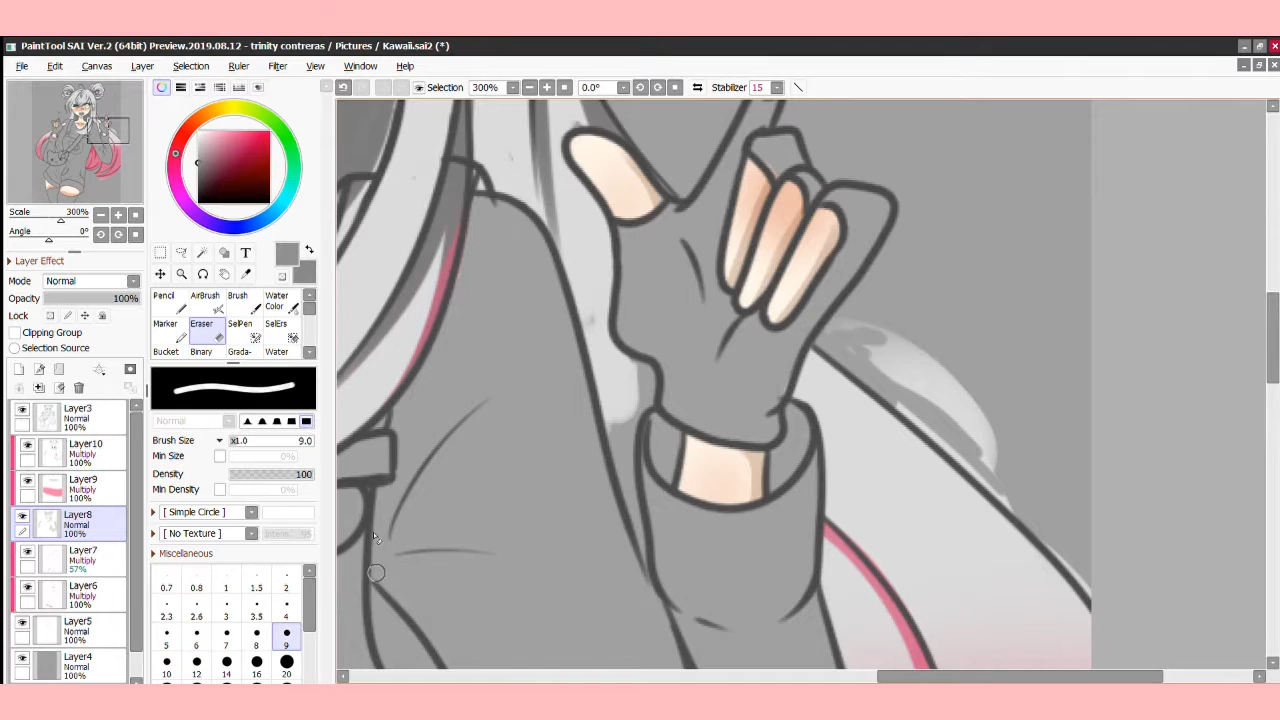 PaintTool SAI Ver.2 (64bit) Preview.2019.08.12 - trinity contreras / Pictures / Kawaii.sai2 (*)
File Edit Canvas Layer Selection Ruler Filter View Window Help
Selection 300% 0.0° Stabilizer 15
Scale 300%
Angle 0°
Layer Effect
Mode Normal
Opacity 100%
Lock
Clipping Group
Selection Source
Layer3
Normal
100%
Layer10
Multiply
100%
Layer9
Multiply
100%
Layer8
Normal
100%
Layer7
Multiply
57%
Layer6
Multiply
100%
Layer5
Normal
100%
Layer4
Normal
100%
T
Pencil AirBrush Brush Water Color
Marker Eraser SelPen SelErs
Bucket Binary Grada- Water
Normal
Brush Size x1.0 9.0
Min Size 0%
Density 100
Min Density 0%
[ Simple Circle ]
[ No Texture ]
Miscellaneous
0.7 0.8 1 1.5 2
2.3 2.6 3 3.5 4
5 6 7 8 9
10 12 14 16 20